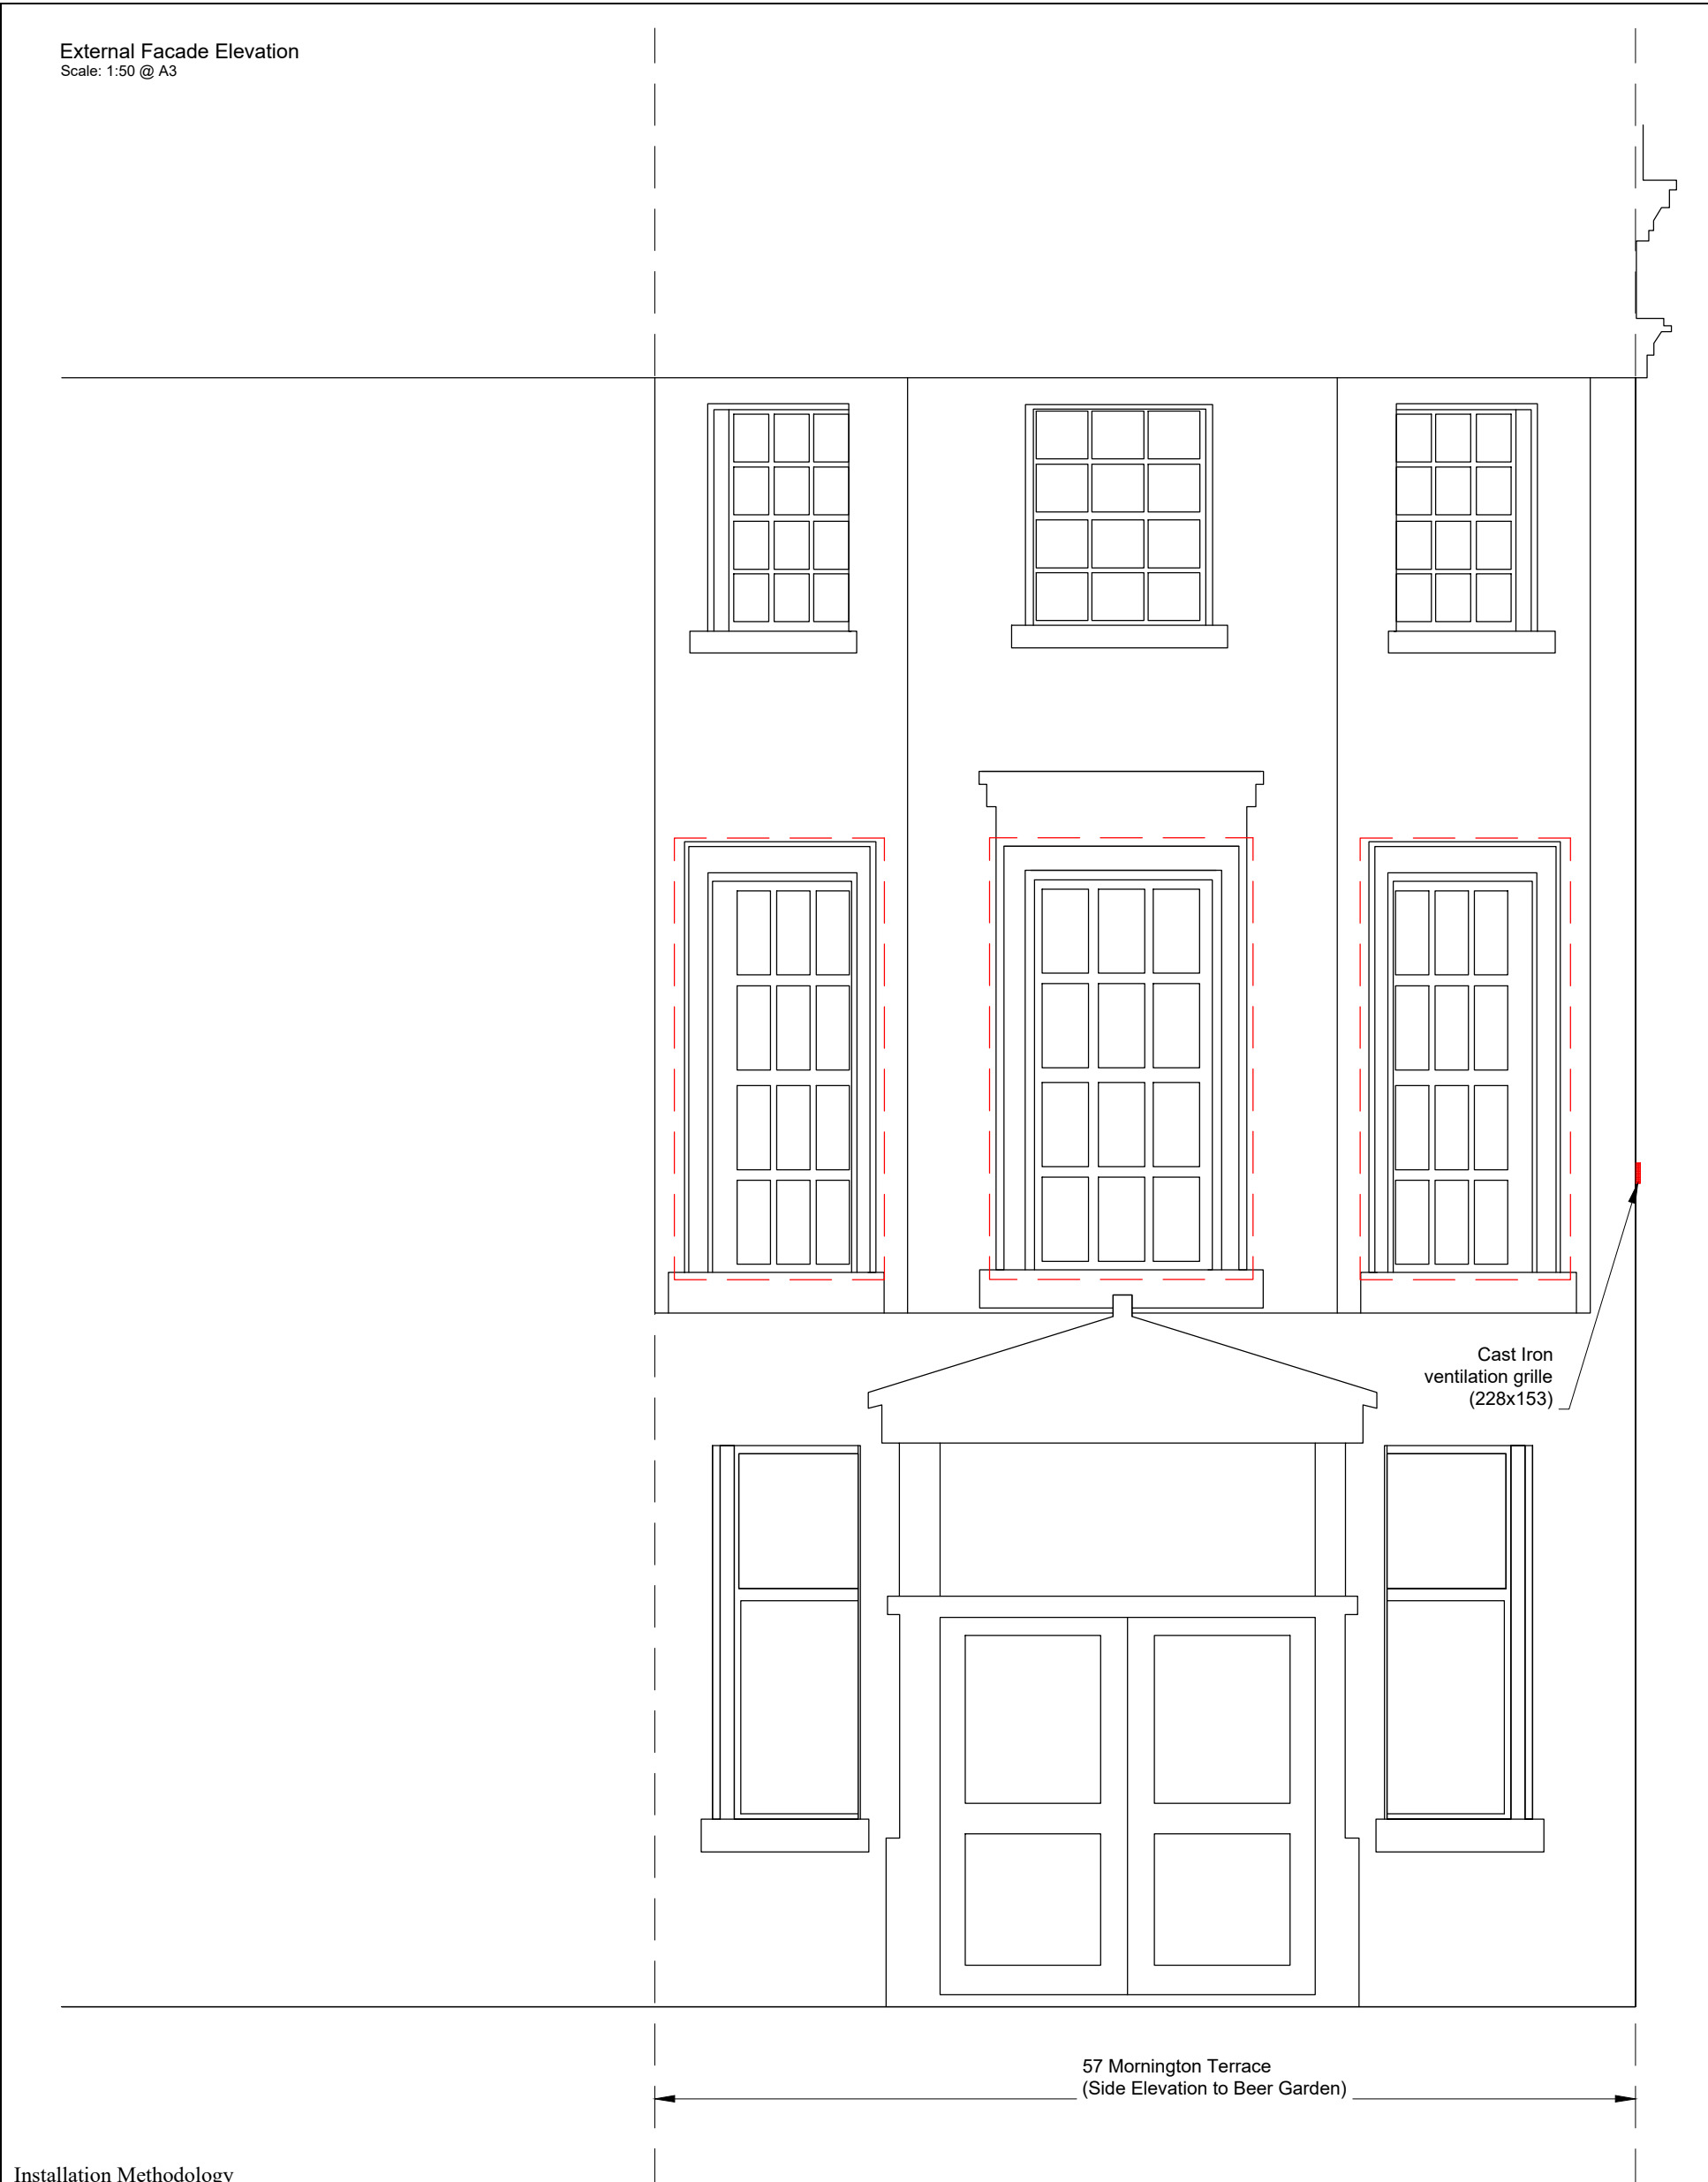 External Facade Elevation
Scale: 1:50 @ A3
Cast Iron
ventilation grille
(228x153)
57 Mornington Terrace
(Side Elevation to Beer Garden)
Installation Methodology